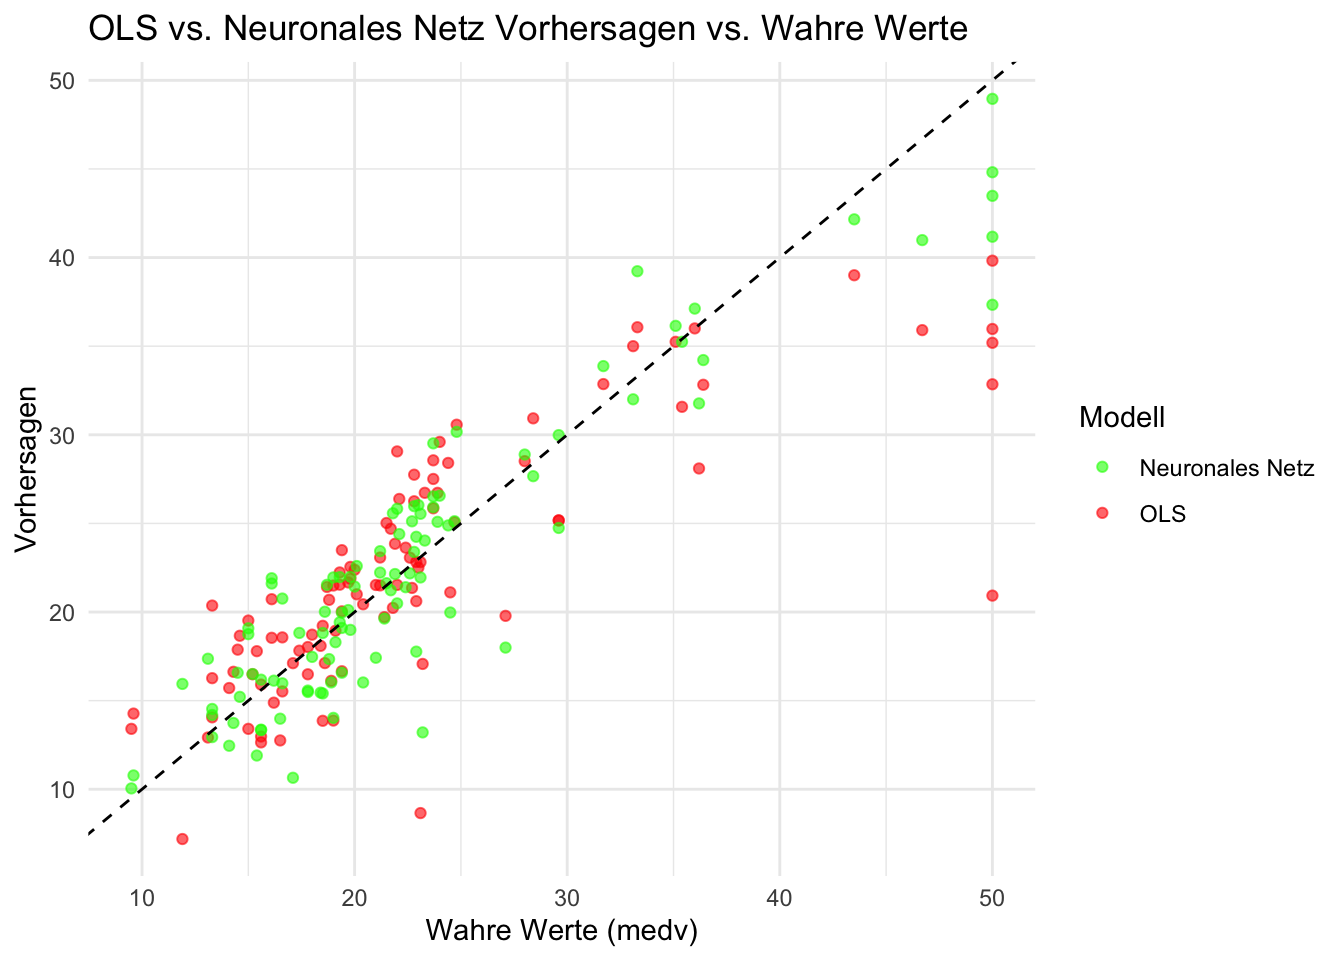 OLS vs. Neuronales Netz Vorhersagen vs. Wahre Werte
50
40
30
20
10
Vorhersagen
10 20 30 40 50
Wahre Werte (medv)
Modell
Neuronales Netz
OLS